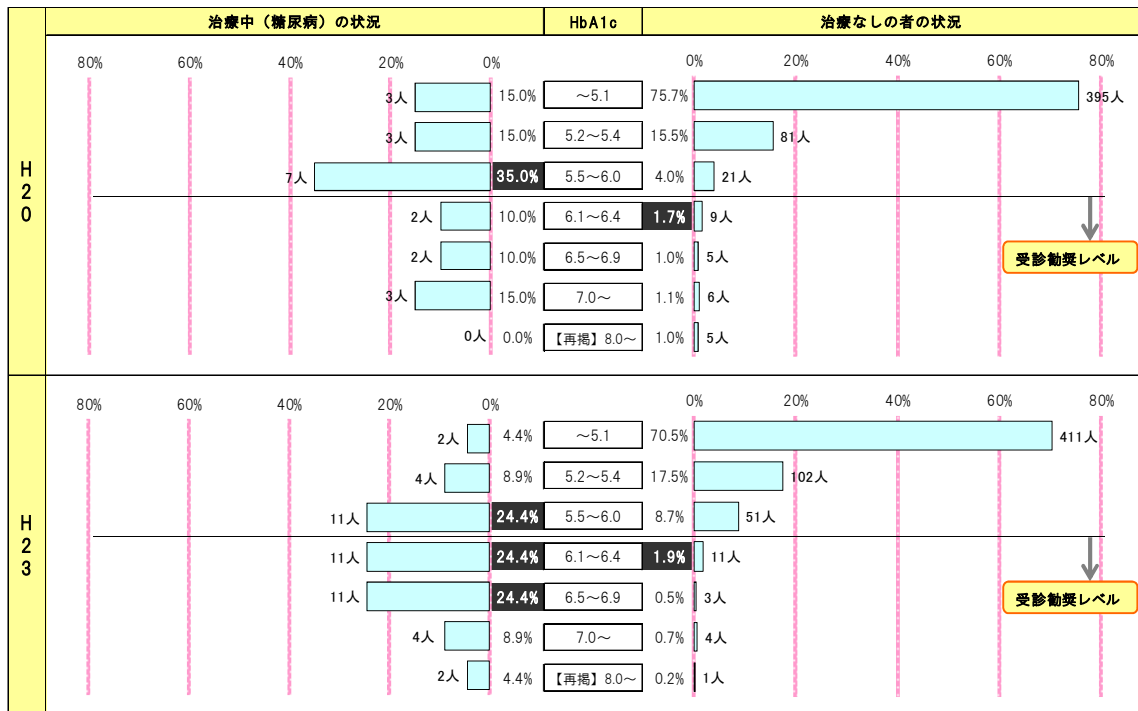 治療中（糖尿病）の状況 HbA1c 治療なしの者の状況
H20
80% 60% 40% 20% 0% 0% 20% 40% 60% 80%
3人 15.0% ～5.1 75.7% 395人
3人 15.0% 5.2～5.4 15.5% 81人
7人 35.0% 5.5～6.0 4.0% 21人
2人 10.0% 6.1～6.4 1.7% 9人
2人 10.0% 6.5～6.9 1.0% 5人 受診勧奨レベル
3人 15.0% 7.0～ 1.1% 6人
0人 0.0% 【再掲】8.0～ 1.0% 5人
H23
80% 60% 40% 20% 0% 0% 20% 40% 60% 80%
2人 4.4% ～5.1 70.5% 411人
4人 8.9% 5.2～5.4 17.5% 102人
11人 24.4% 5.5～6.0 8.7% 51人
11人 24.4% 6.1～6.4 1.9% 11人
11人 24.4% 6.5～6.9 0.5% 3人 受診勧奨レベル
4人 8.9% 7.0～ 0.7% 4人
2人 4.4% 【再掲】8.0～ 0.2% 1人